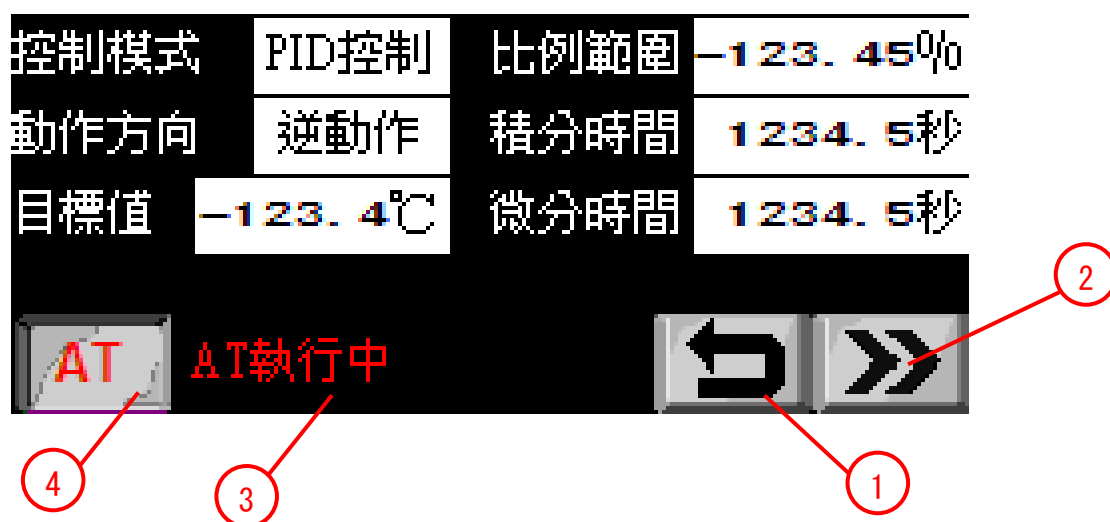 控制模式 PID控制 比例範圍 -123.45%
動作方向 逆動作 積分時間 1234.5秒
目標值 -123.4℃ 微分時間 1234.5秒
2
AT AT執行中
4 3 1